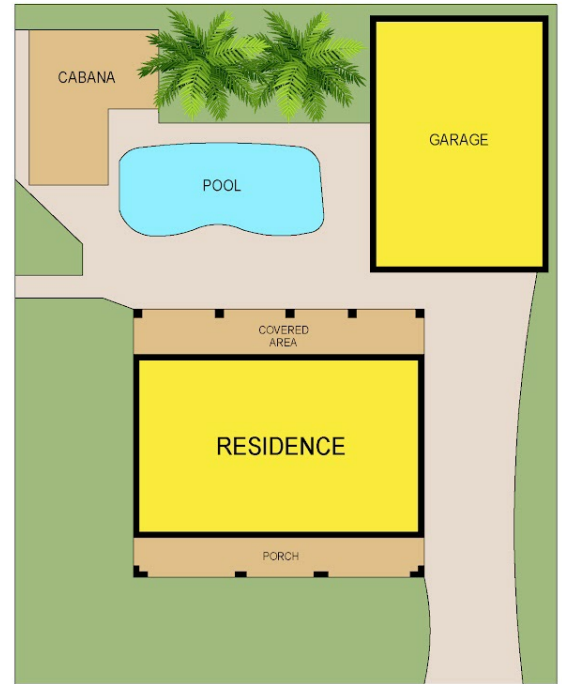 CABANA
GARAGE
POOL
COVERED
AREA
RESIDENCE
PORCH